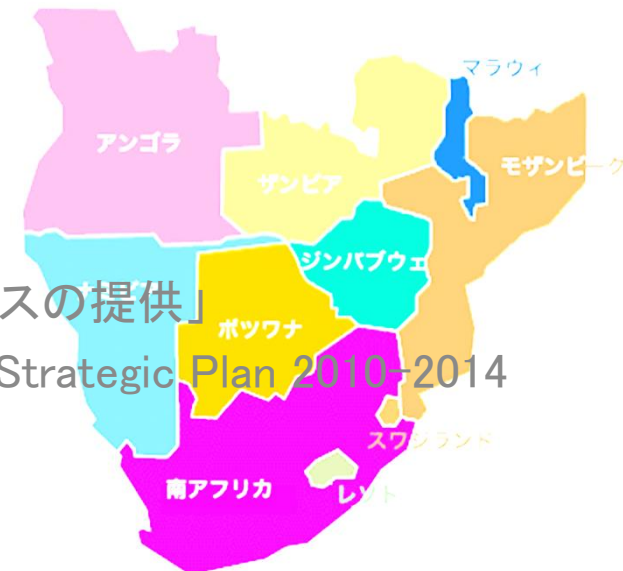 マラウィ
アンゴラ
モザンビーク
ザンビア
ジンバブウェ
スの提供」
ボツワナ
Strategic Plan 2010-2014
スワジランド
南アフリカ
レソト